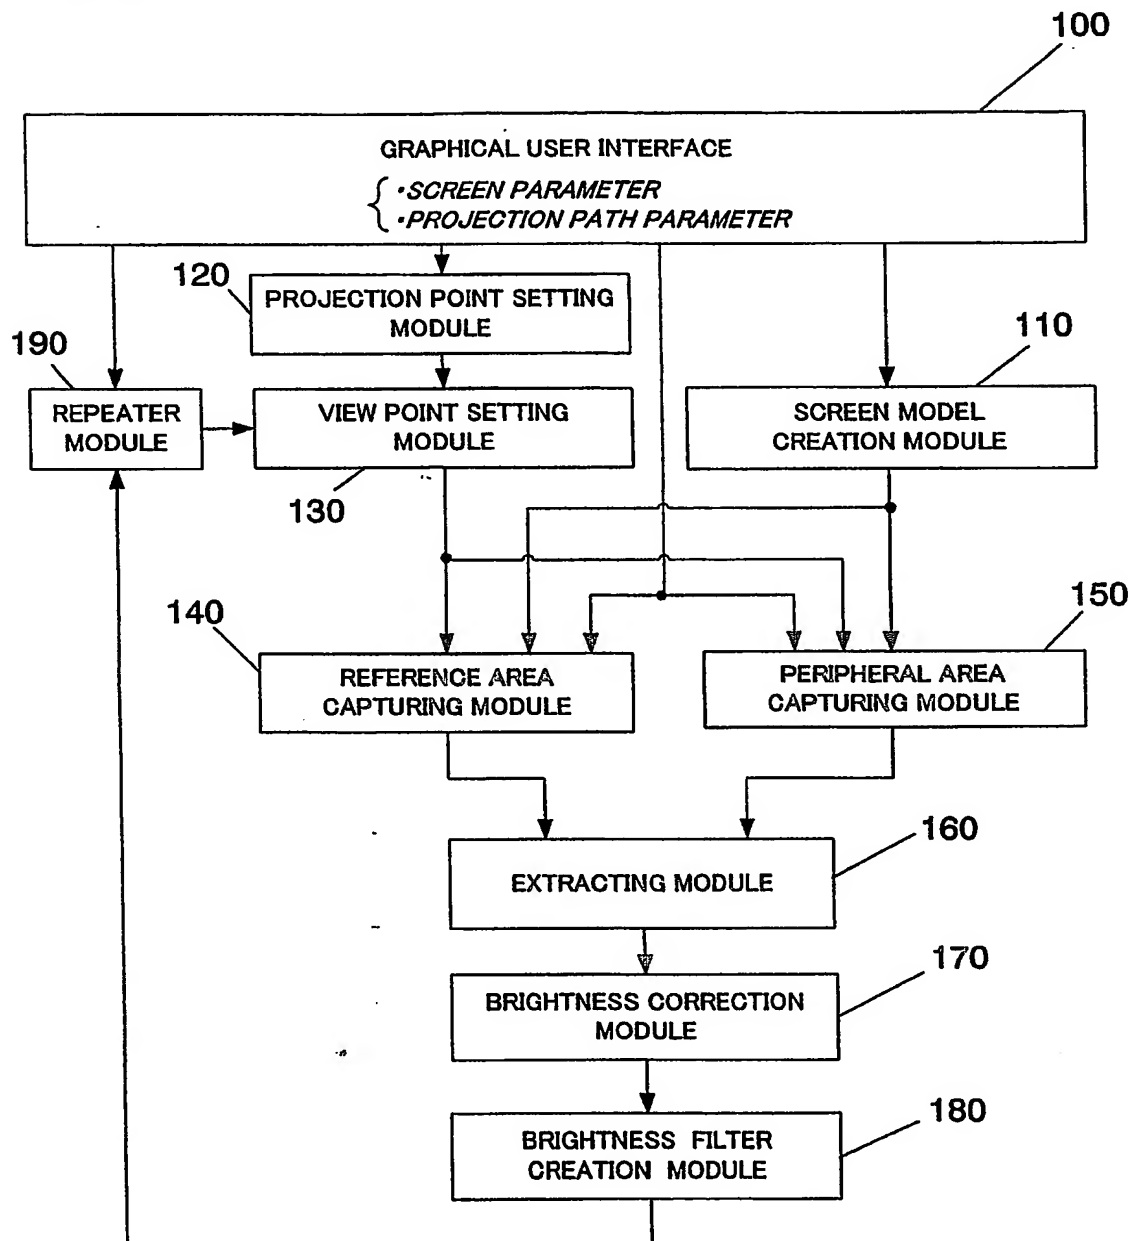 100
GRAPHICAL USER INTERFACE
•SCREEN PARAMETER
•PROJECTION PATH PARAMETER
120
PROJECTION POINT SETTING
MODULE
110
190
REPEATER
MODULE
VIEW POINT SETTING
MODULE
SCREEN MODEL
CREATION MODULE
130
140
150
REFERENCE AREA
CAPTURING MODULE
PERIPHERAL AREA
CAPTURING MODULE
160
EXTRACTING MODULE
170
BRIGHTNESS CORRECTION
MODULE
180
BRIGHTNESS FILTER
CREATION MODULE